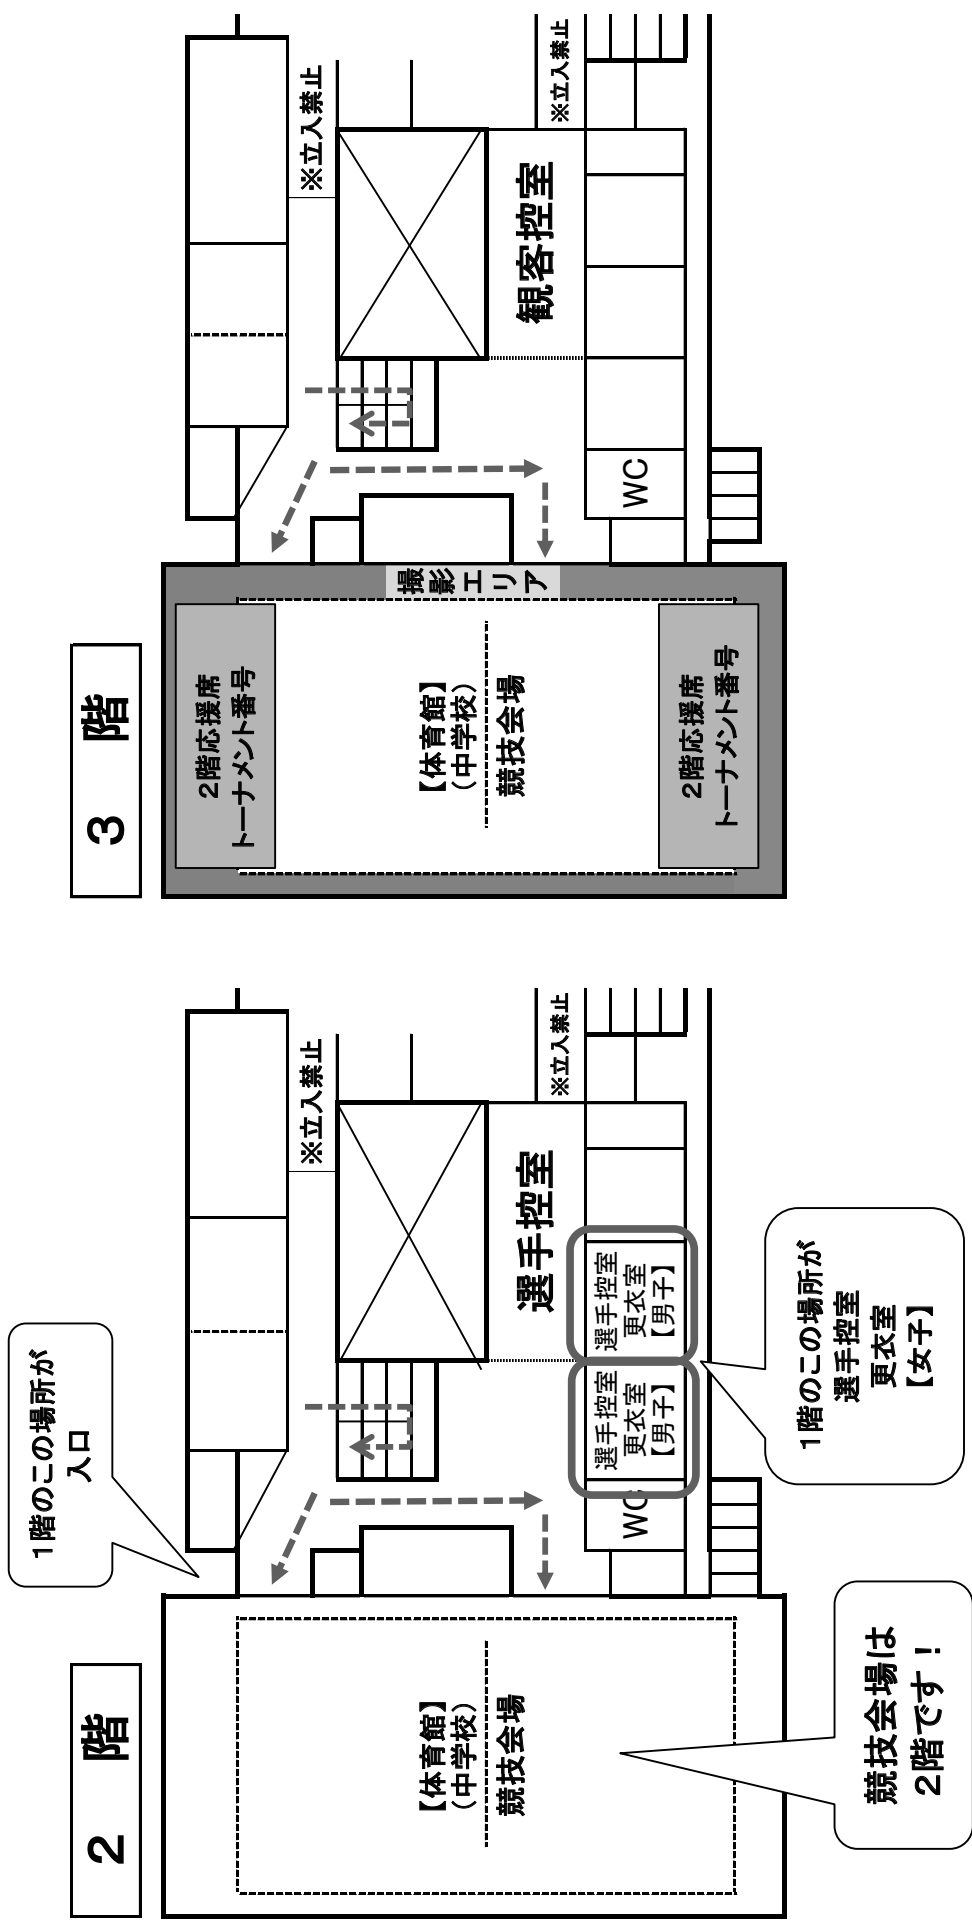 ２　階
１階のこの場所が
入口
※立入禁止
※立入禁止
選手控室
選手控室
更衣室
【男子】
選手控室
更衣室
【男子】
WC
【体育館】
（中学校）
競技会場
１階のこの場所が
選手控室
更衣室
【女子】
競技会場は
２階です！
３　階
※立入禁止
※立入禁止
観客控室
WC
撮影エリア
２階応援席
トーナメント番号
【体育館】
（中学校）
競技会場
２階応援席
トーナメント番号